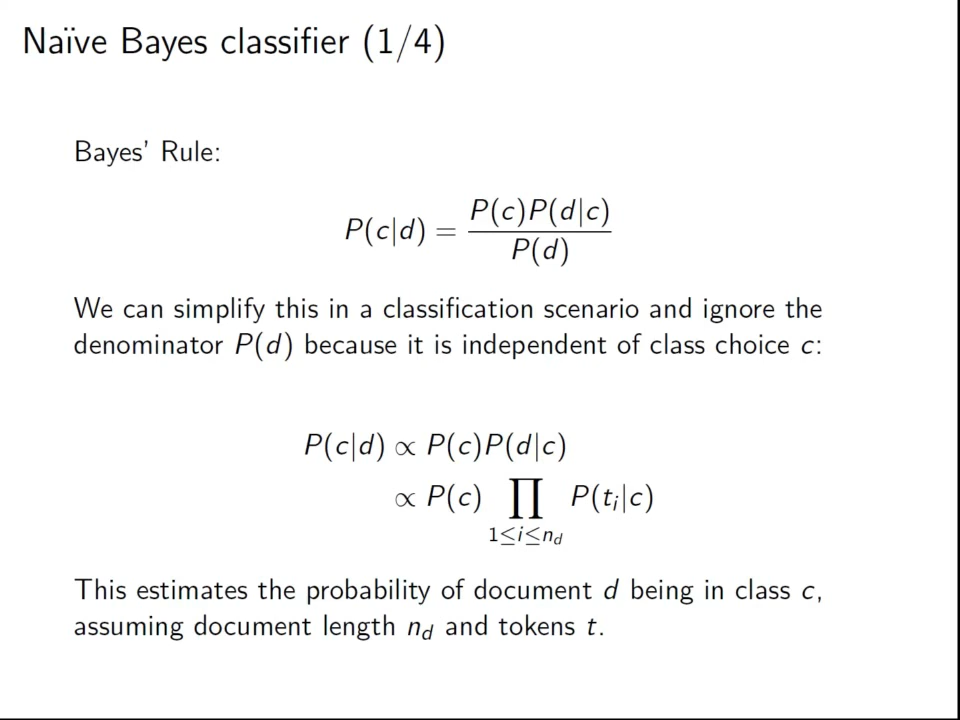 Naïve Bayes classifier (1/4)
Bayes’ Rule:
P(c|d) = P(c)P(d|c) / P(d)
We can simplify this in a classification scenario and ignore the
denominator P(d) because it is independent of class choice c:
P(c|d) ∝ P(c)P(d|c)
∝ P(c) ∏_{1≤i≤n_d} P(t_i|c)
This estimates the probability of document d being in class c,
assuming document length n_d and tokens t.